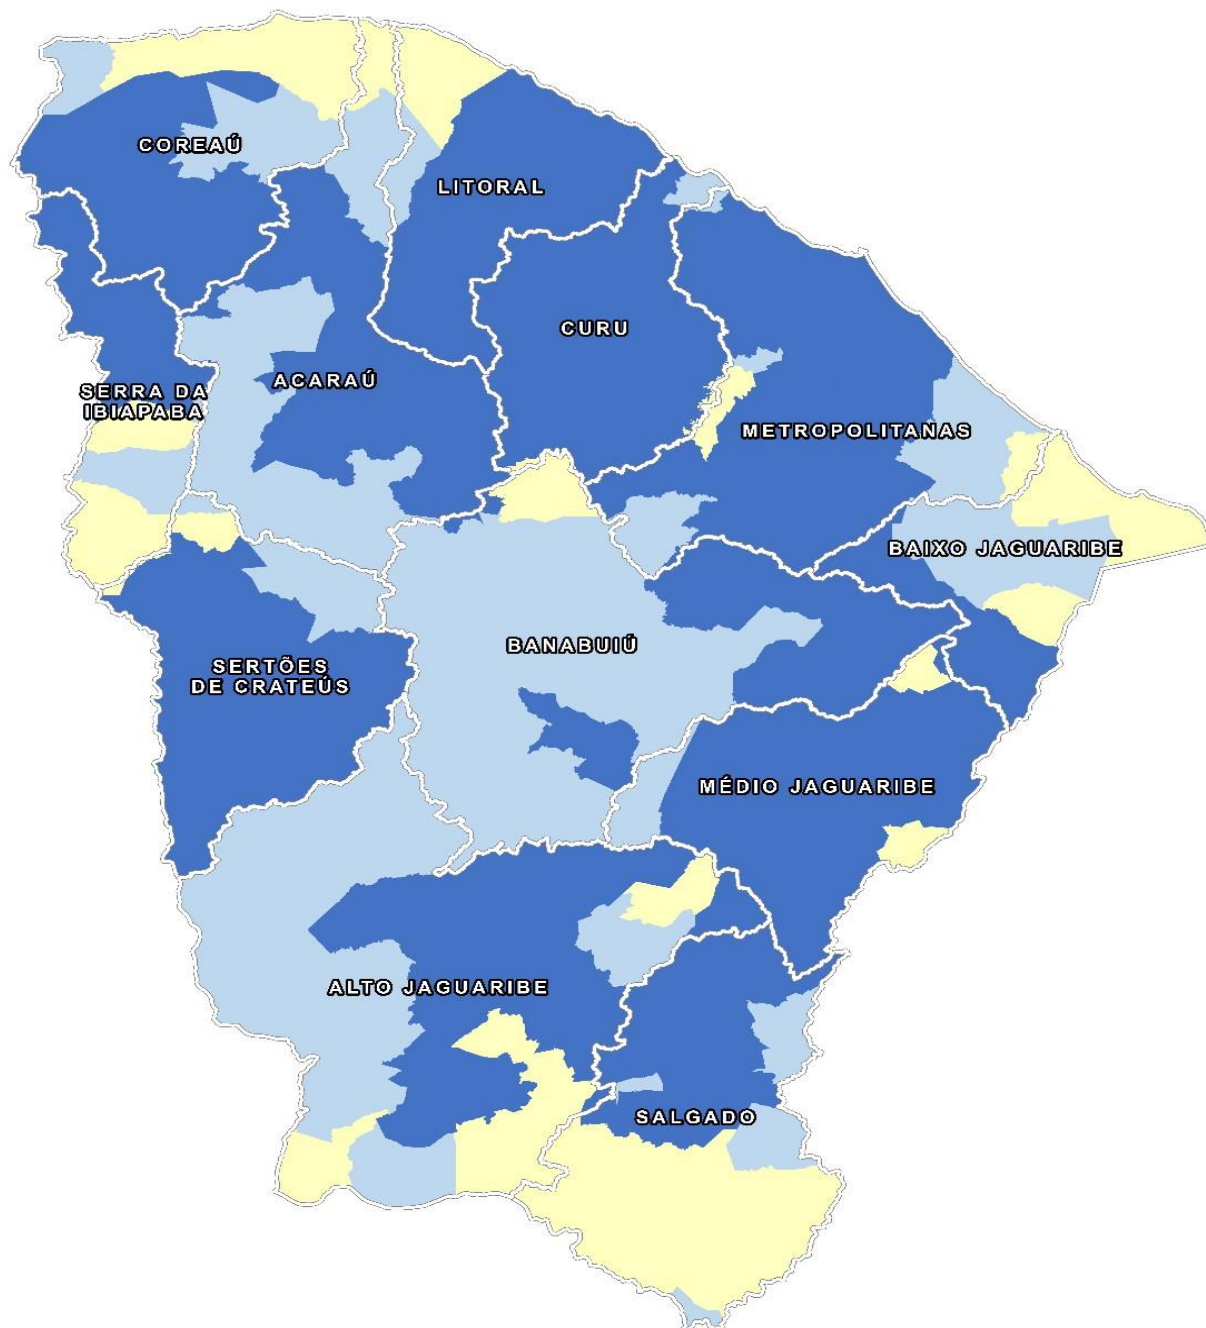 COREAÚ
LITORAL
CURU
ACARAÚ
SERRA DA
IBIAPABA
METROPOLITANAS
BAIXO JAGUARIBE
BANABUIÚ
SERTÕES
DE CRATEÚS
MÉDIO JAGUARIBE
ALTO JAGUARIBE
SALGADO